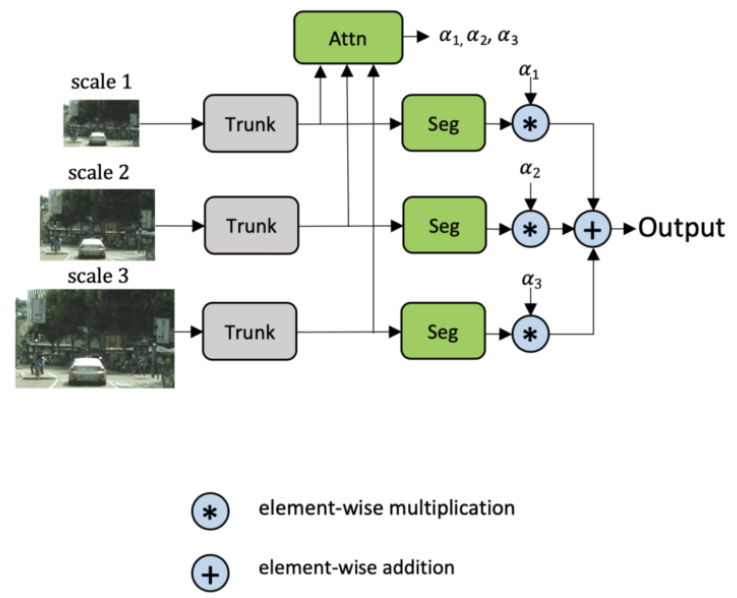 Attn
α₁, α₂, α₃
scale 1
α₁
Trunk
Seg
*
scale 2
α₂
Trunk
Seg
*
+
Output
scale 3
α₃
Trunk
Seg
*
* element-wise multiplication
+ element-wise addition